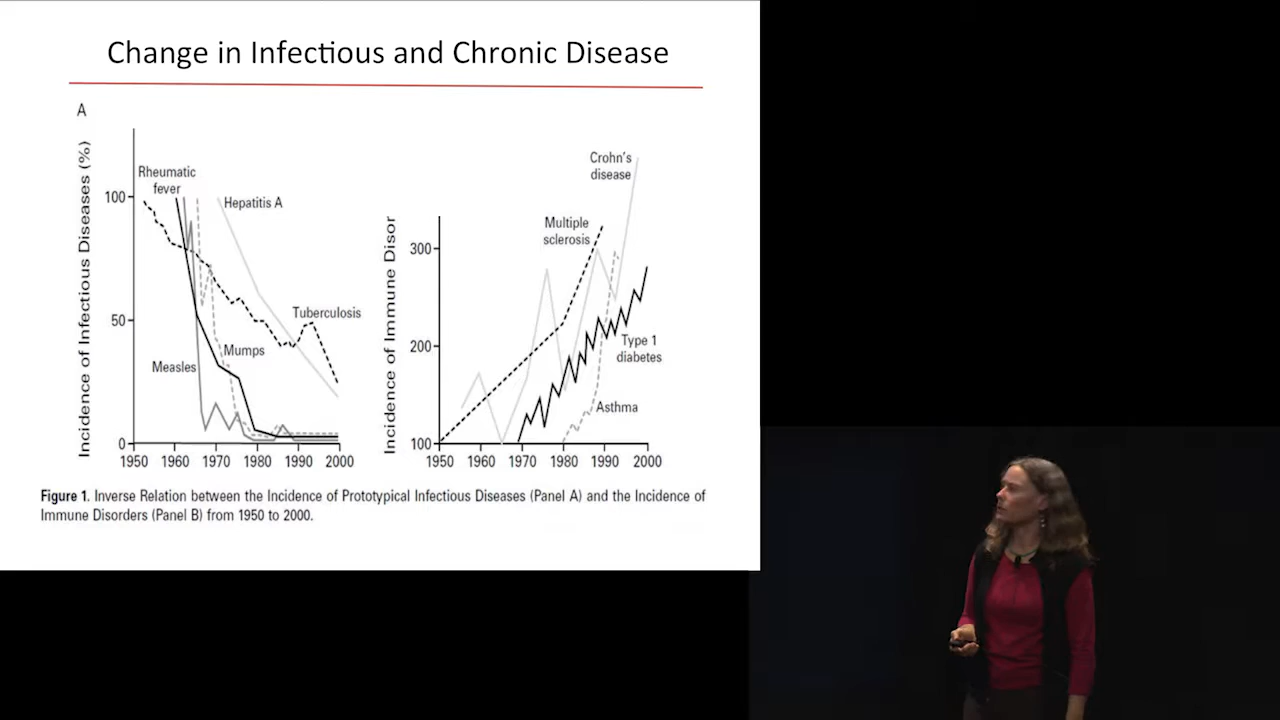 Change in Infectious and Chronic Disease
A
Incidence of Infectious Diseases (%)
100
50
0
1950 1960 1970 1980 1990 2000
Rheumatic
fever
Hepatitis A
Tuberculosis
Mumps
Measles
Incidence of Immune Disor
300
200
100
1950 1960 1970 1980 1990 2000
Crohn's
disease
Multiple
sclerosis
Type 1
diabetes
Asthma
Figure 1. Inverse Relation between the Incidence of Prototypical Infectious Diseases (Panel A) and the Incidence of
Immune Disorders (Panel B) from 1950 to 2000.